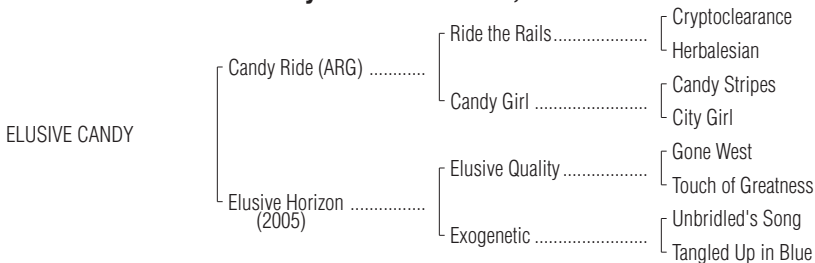 Cryptoclearance
Ride the Rails....................
Herbalesian
Candy Ride (ARG) ............
Candy Stripes
Candy Girl ........................
City Girl
ELUSIVE CANDY
Gone West
Elusive Quality..................
Touch of Greatness
Elusive Horizon ................
(2005)
Unbridled's Song
Exogenetic ........................
Tangled Up in Blue